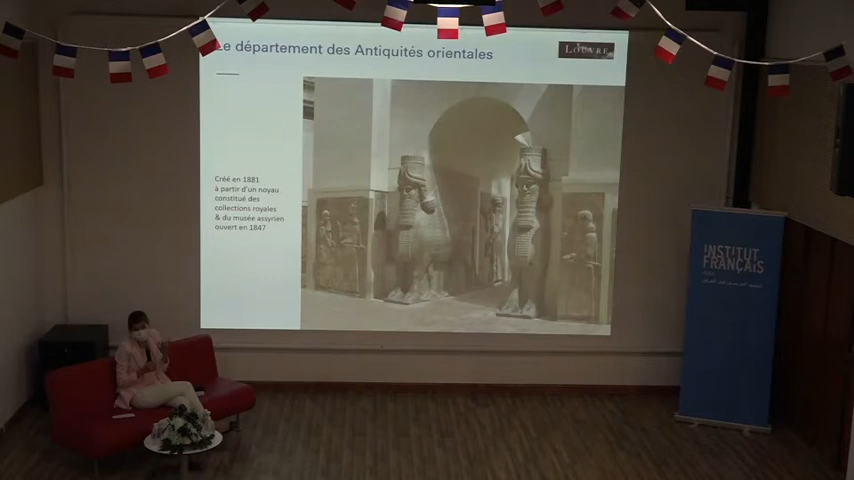 Le département des Antiquités orientales
LOUVRE
Créé en 1881
à partir d'un noyau
constitué des
collections royales
& du musée assyrien
ouvert en 1847
INSTITUT
FRANÇAIS